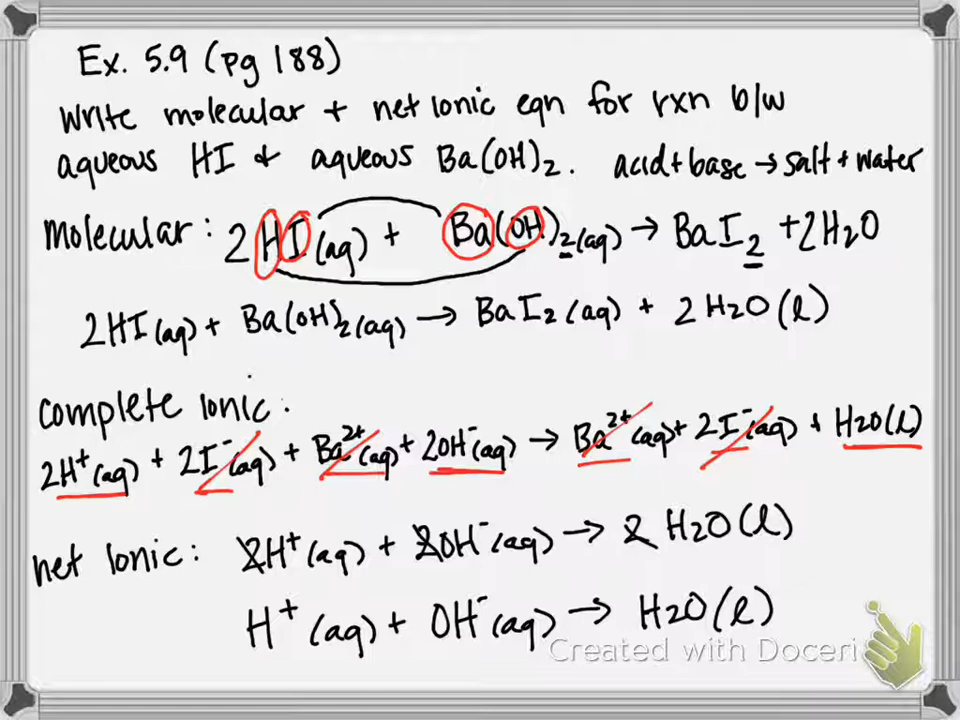 Ex. 5.9 (pg 188)
Write molecular + net ionic eqn for rxn b/w
aqueous HI & aqueous Ba(OH)₂. acid + base → salt + water
molecular: 2HI(aq) + Ba(OH)₂(aq) → BaI₂ + 2H₂O
2HI(aq) + Ba(OH)₂(aq) → BaI₂(aq) + 2H₂O(l)
complete ionic:
2H⁺(aq) + 2I⁻(aq) + Ba²⁺(aq) + 2OH⁻(aq) → Ba²⁺(aq) + 2I⁻(aq) + H₂O(l)
net ionic: 2H⁺(aq) + 2OH⁻(aq) → 2H₂O(l)
H⁺(aq) + OH⁻(aq) → H₂O(l)
Created with Doceri